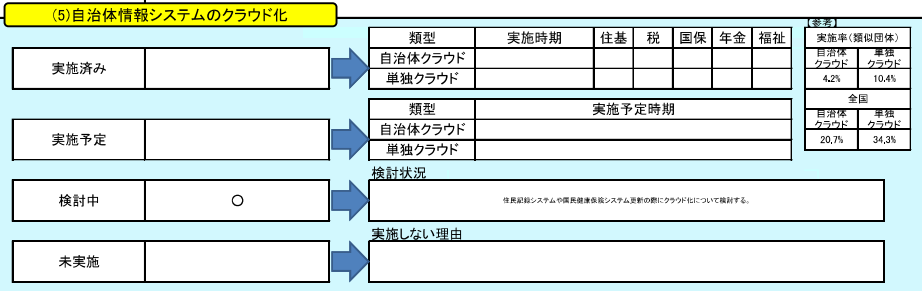 (5)自治体情報システムのクラウド化
【参考】
類型 実施時期 住基 税 国保 年金 福祉
実施済み
自治体クラウド
単独クラウド
実施率(類似団体)
自治体クラウド 単独クラウド
4.2% 10.4%
全国
自治体クラウド 単独クラウド
20.7% 34.3%
類型 実施予定時期
実施予定
自治体クラウド
単独クラウド
検討状況
検討中 ○
住民記録システムや国民健康保険システム更新の際にクラウド化について検討する。
実施しない理由
未実施